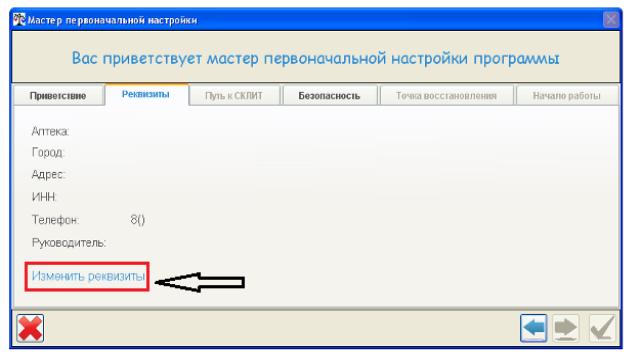 Мастер первоначальной настройки
Вас приветствует мастер первоначальной настройки программы
Приветствие Реквизиты Путь к СКЛИТ Безопасность Точка восстановления Начало работы
Аптека:
Город:
Адрес:
ИНН:
Телефон: 8()
Руководитель:
Изменить реквизиты